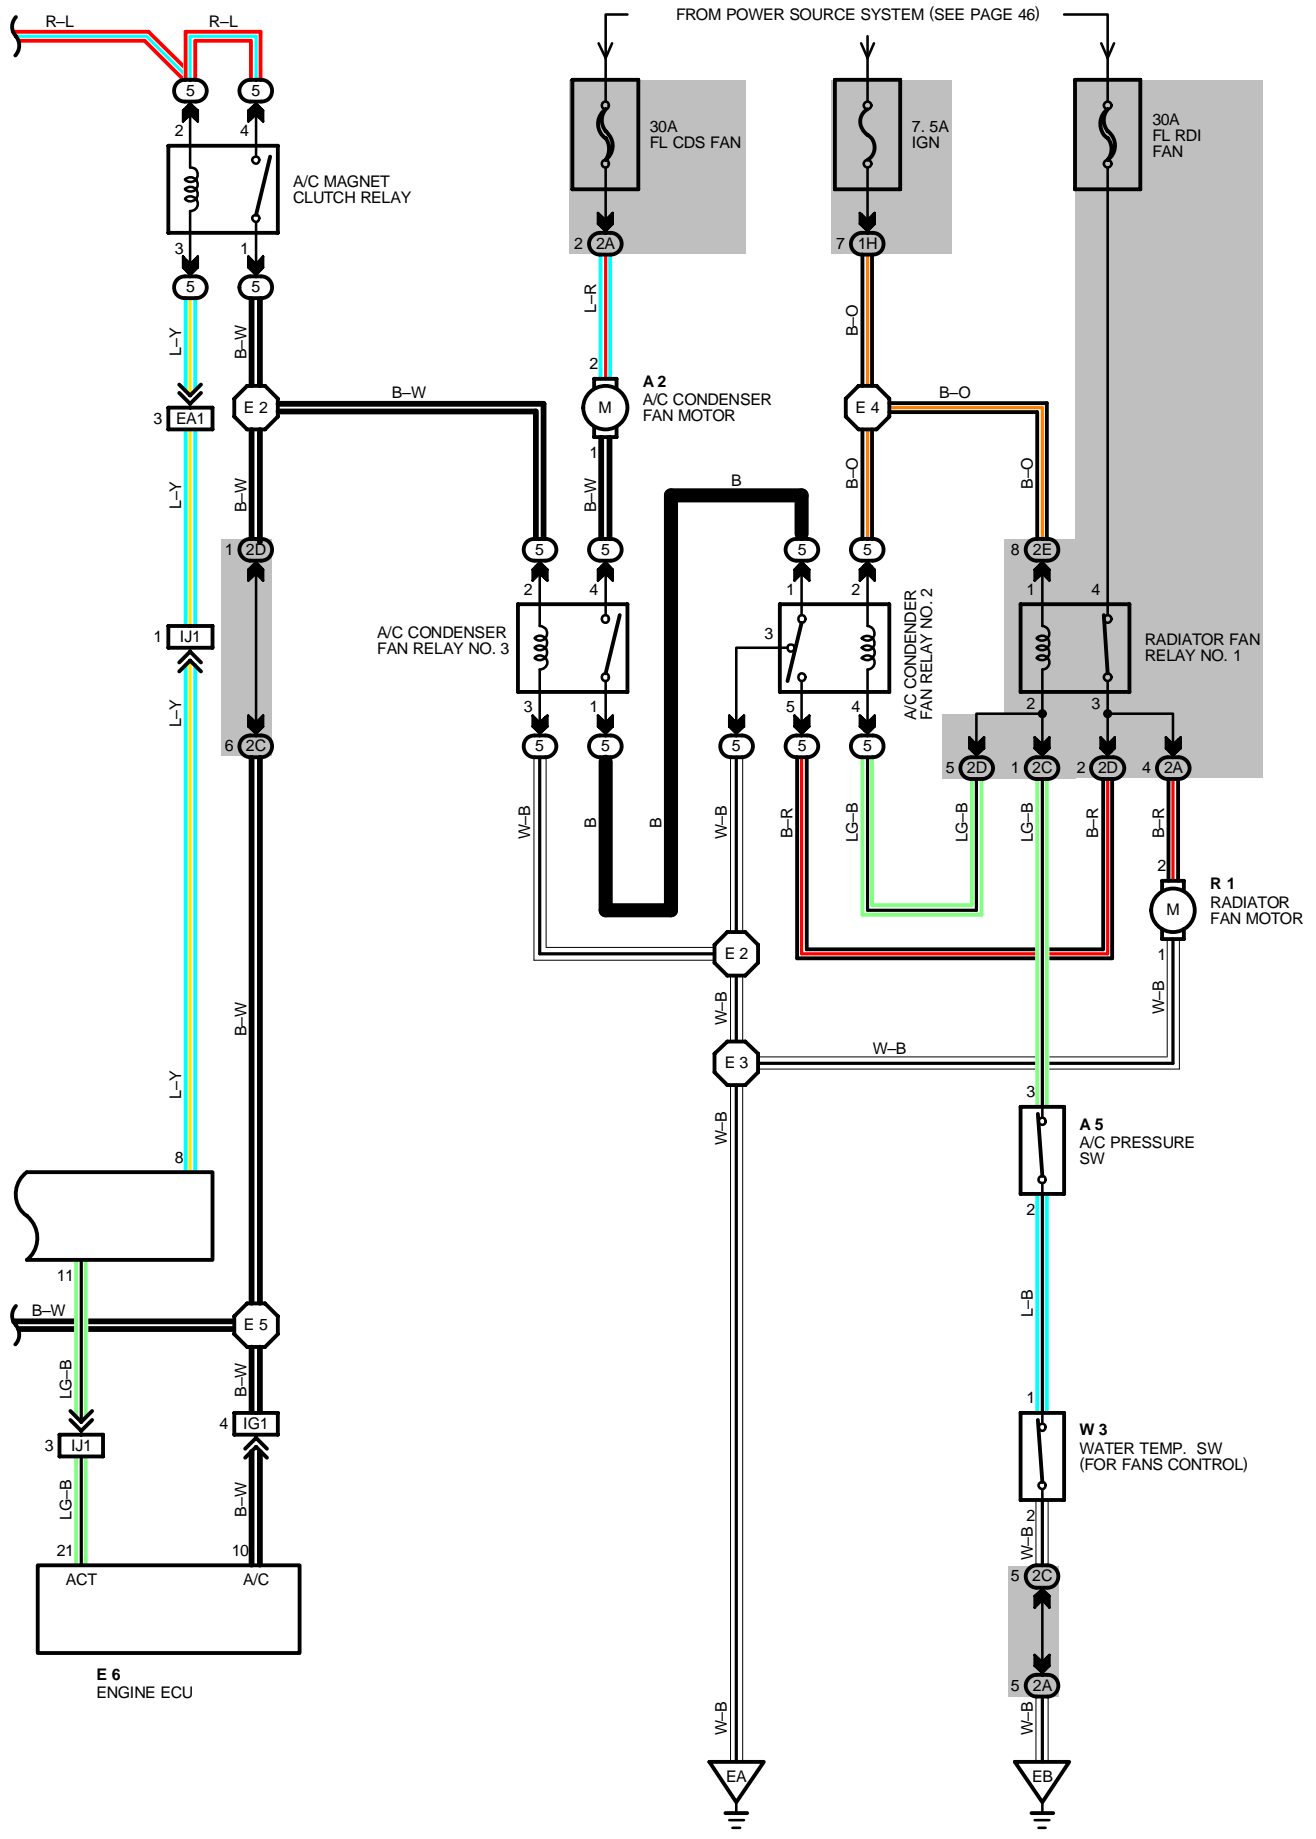 FROM POWER SOURCE SYSTEM (SEE PAGE 46)
R–L
R–L
5
5
2
4
A/C MAGNET
CLUTCH RELAY
3
1
5
5
30A
FL CDS FAN
7. 5A
IGN
30A
FL RDI
FAN
2
2A
7
1H
L–Y
B–W
L–R
B–O
2
A 2
A/C CONDENSER
FAN MOTOR
M
1
3
EA1
E 2
B–W
E 4
B–O
L–Y
B–W
B–W
B
B–O
B–O
1
2D
5
5
5
5
8
2E
2
4
1
2
1
4
1
IJ1
A/C CONDENSER
FAN RELAY NO. 3
3
A/C CONDENDER
FAN RELAY NO. 2
RADIATOR FAN
RELAY NO. 1
3
1
5
4
2
3
L–Y
6
2C
5
5
5
5
5
5
2D
1
2C
2
2D
4
2A
W–B
B
B
W–B
B–R
LG–B
LG–B
LG–B
B–R
B–R
2
M
R 1
RADIATOR
FAN MOTOR
1
E 2
B–W
W–B
W–B
E 3
W–B
L–Y
W–B
3
A 5
A/C PRESSURE
SW
2
8
11
L–B
B–W
E 5
LG–B
B–W
1
W 3
WATER TEMP. SW
(FOR FANS CONTROL)
2
4
IG1
3
IJ1
LG–B
B–W
W–B
21
10
ACT
A/C
5
2C
E 6
ENGINE ECU
5
2A
W–B
W–B
EA
EB